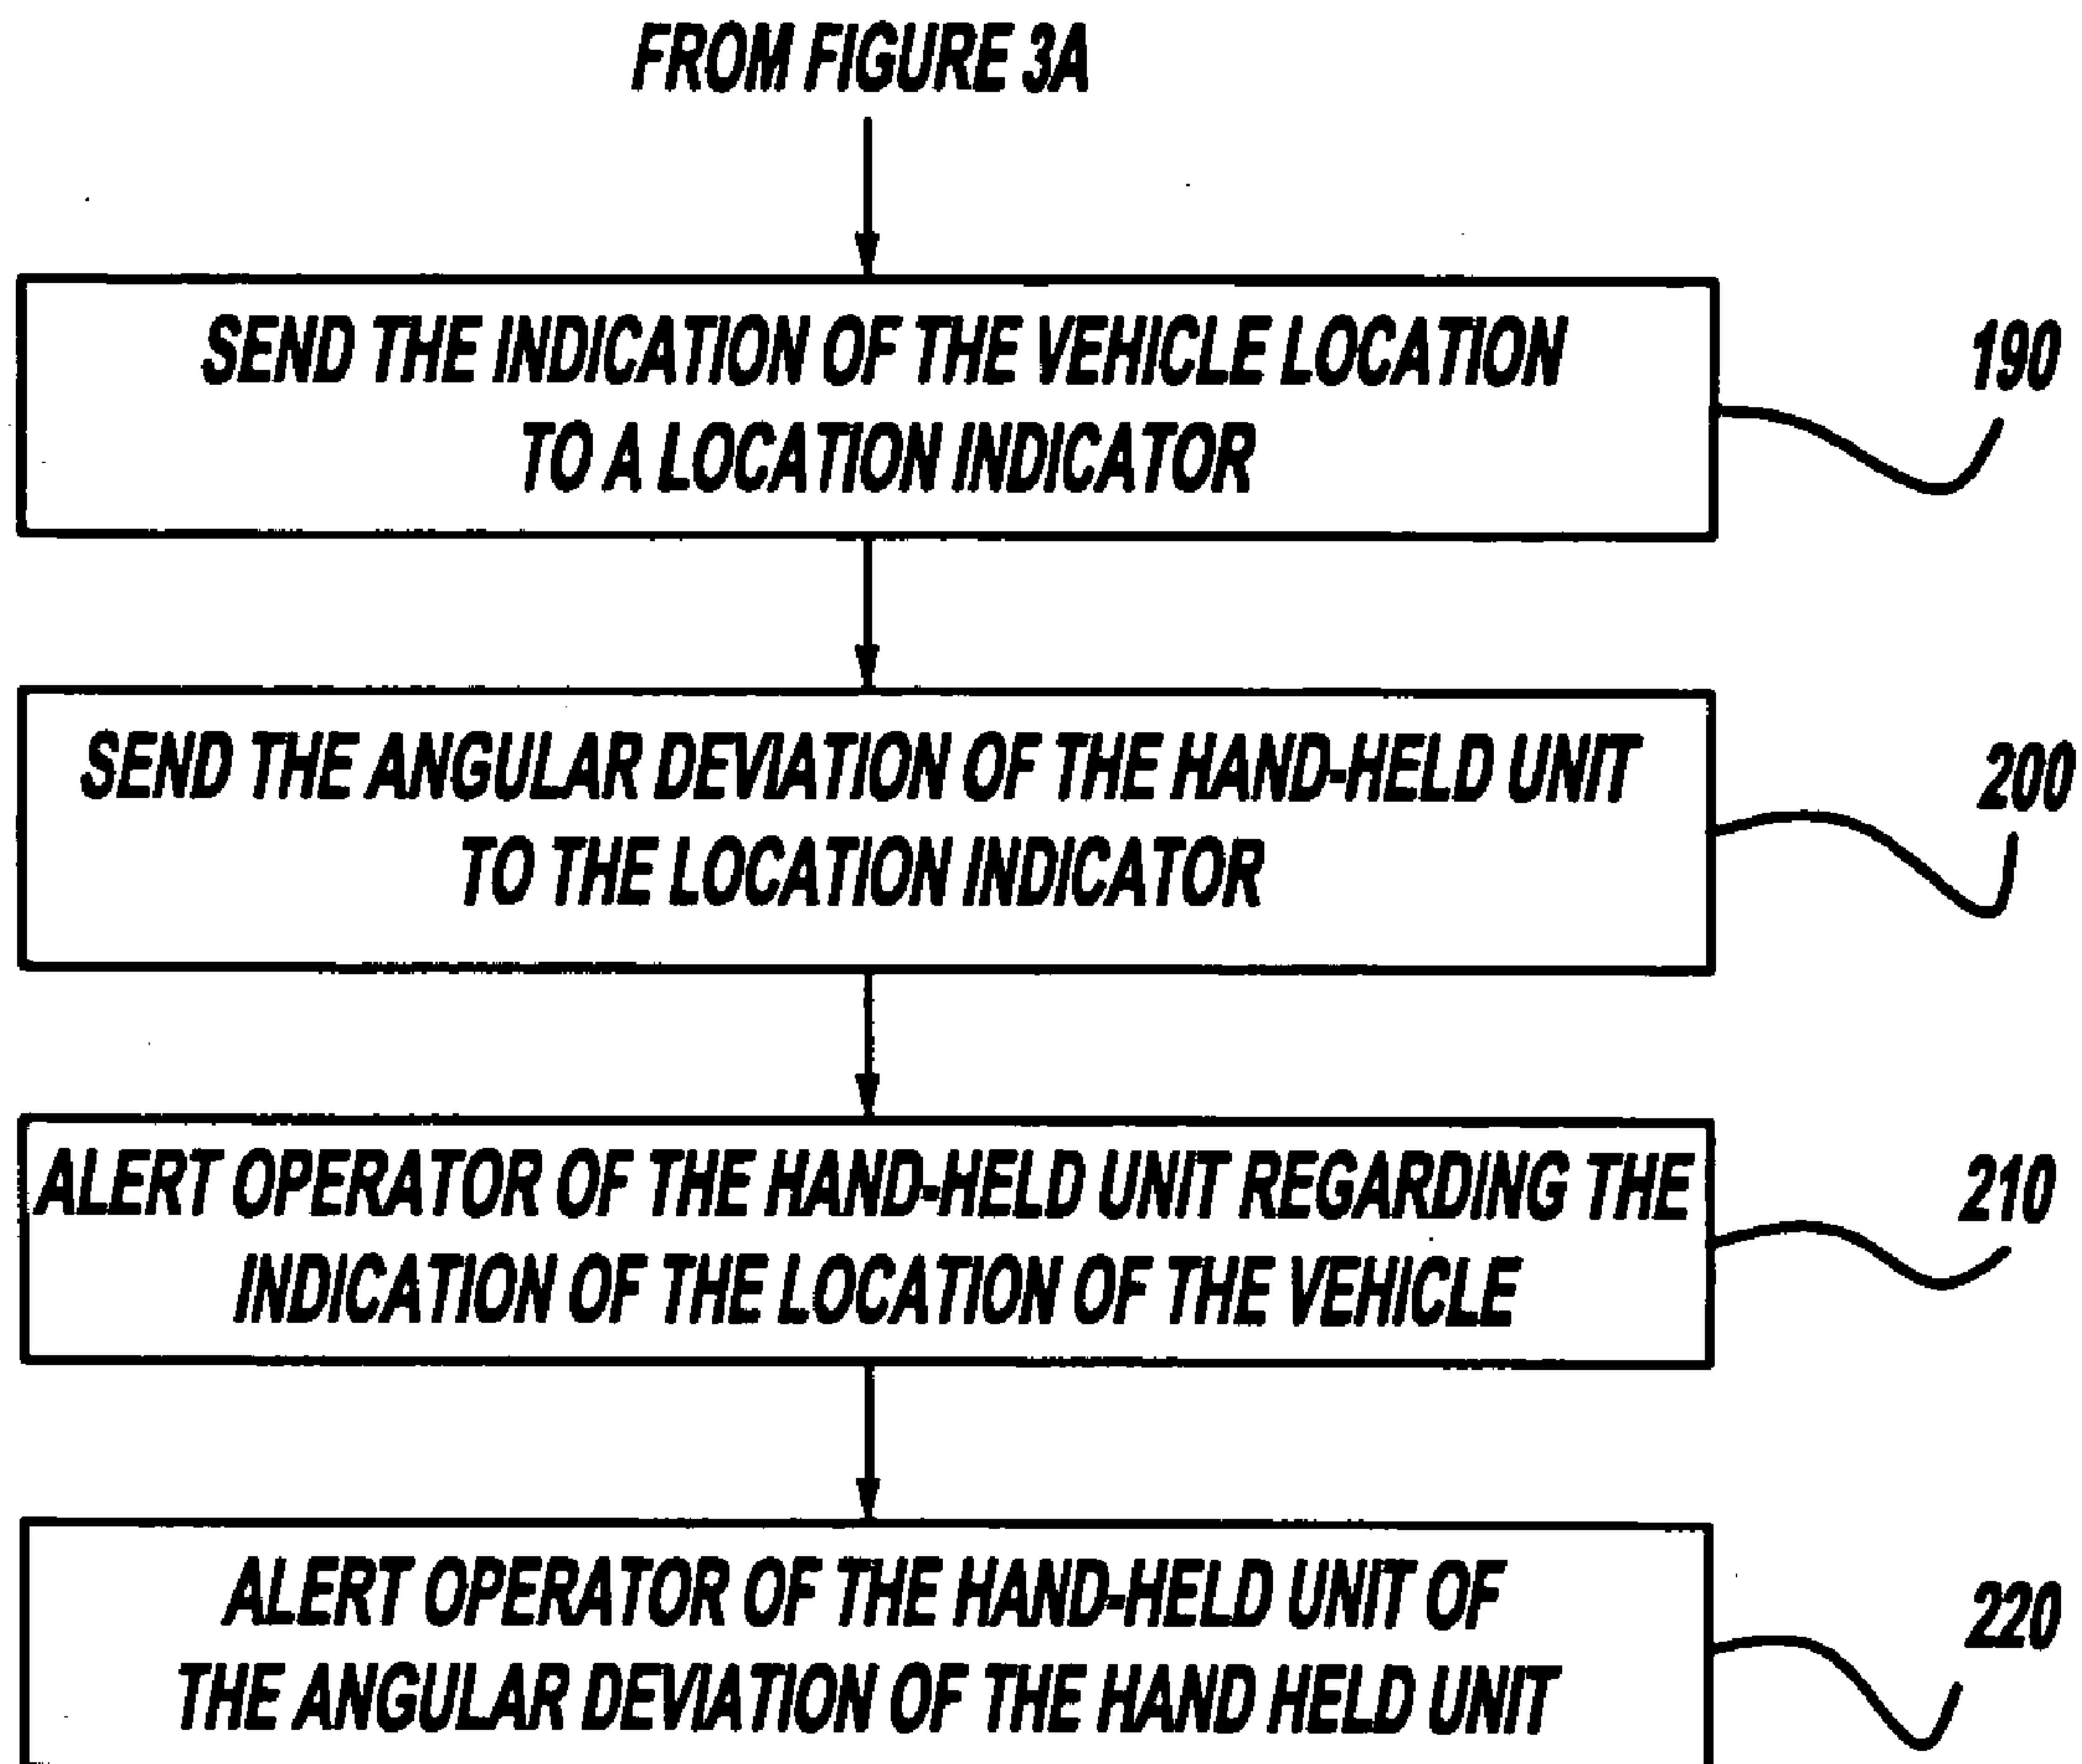 FROM FIGURE 3A
SEND THE INDICATION OF THE VEHICLE LOCATION
TO A LOCATION INDICATOR
190
SEND THE ANGULAR DEVIATION OF THE HAND-HELD UNIT
TO THE LOCATION INDICATOR
200
ALERT OPERATOR OF THE HAND-HELD UNIT REGARDING THE
INDICATION OF THE LOCATION OF THE VEHICLE
210
ALERT OPERATOR OF THE HAND-HELD UNIT OF
THE ANGULAR DEVIATION OF THE HAND HELD UNIT
220